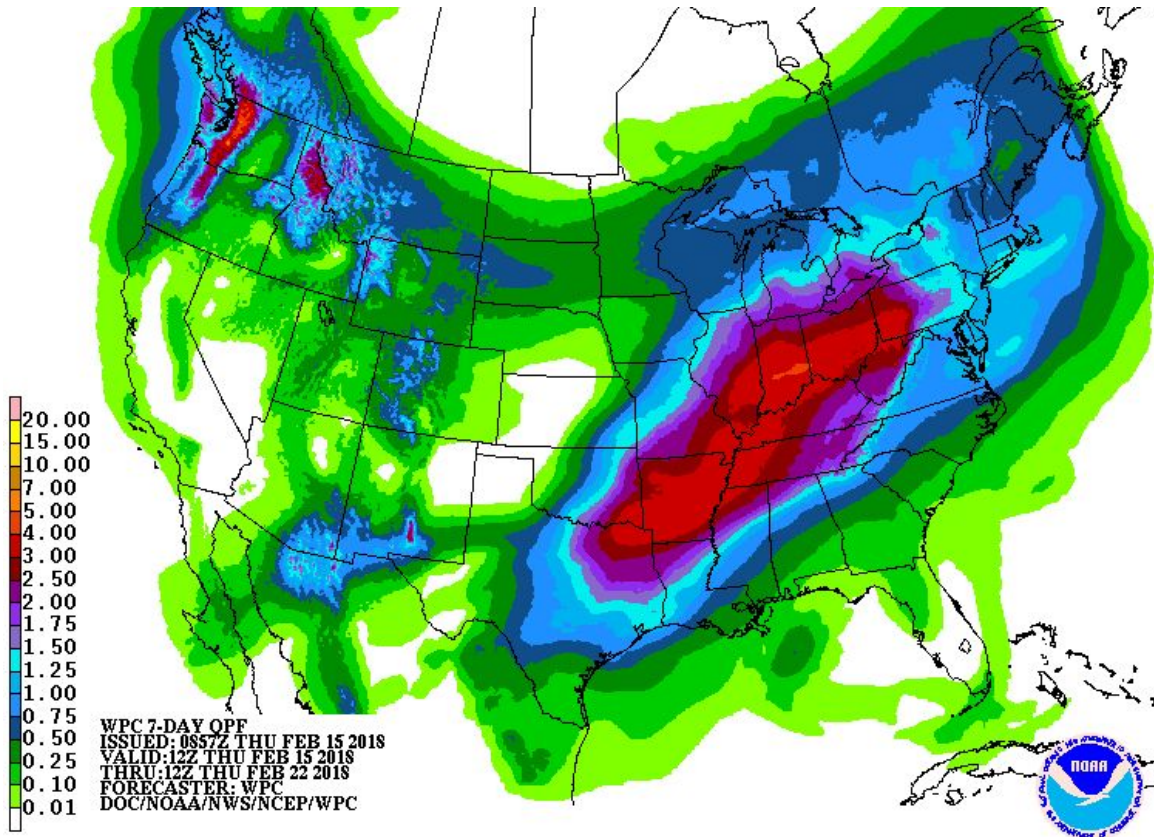 20.00
15.00
10.00
7.00
5.00
4.00
3.00
2.50
2.00
1.75
1.50
1.25
1.00
0.75
0.50
0.25
0.10
0.01
WPC 7-DAY QPF
ISSUED: 0857Z THU FEB 15 2018
VALID:12Z THU FEB 15 2018
THRU:12Z THU FEB 22 2018
FORECASTER: WPC
DOC/NOAA/NWS/NCEP/WPC
NOAA